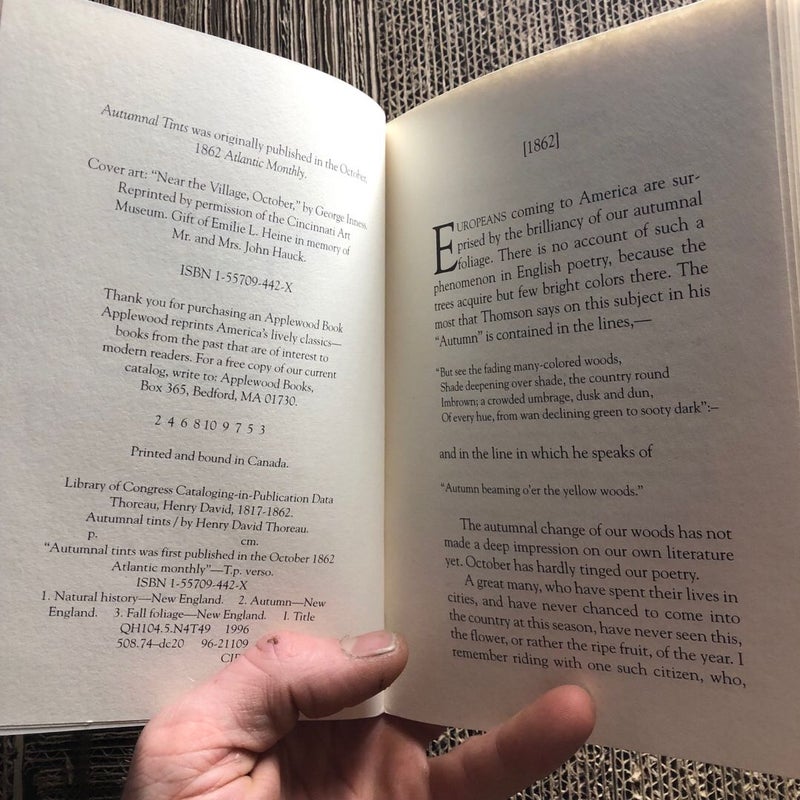 Autumnal Tints was originally published in the October,
1862 Atlantic Monthly.
Cover art: "Near the Village, October," by George Inness.
Reprinted by permission of the Cincinnati Art
Museum. Gift of Emilie L. Heine in memory of
Mr. and Mrs. John Hauck.
ISBN 1-55709-442-X
Thank you for purchasing an Applewood Book
Applewood reprints America's lively classics—
books from the past that are of interest to
modern readers. For a free copy of our current
catalog, write to: Applewood Books,
Box 365, Bedford, MA 01730.
2 4 6 8 10 9 7 5 3
Printed and bound in Canada.
Library of Congress Cataloging-in-Publication Data
Thoreau, Henry David, 1817-1862.
Autumnal tints / by Henry David Thoreau.
p. cm.
"Autumnal tints was first published in the October 1862
Atlantic monthly"—T.p. verso.
ISBN 1-55709-442-X
1. Natural history—New England. 2. Autumn—New
England. 3. Fall foliage—New England. I. Title
QH104.5.N4T49 1996
508.74—dc20 96-21109
[1862]
EUROPEANS coming to America are sur-
prised by the brilliancy of our autumnal
foliage. There is no account of such a
phenomenon in English poetry, because the
trees acquire but few bright colors there. The
most that Thomson says on this subject in his
"Autumn" is contained in the lines,—
"But see the fading many-colored woods,
Shade deepening over shade, the country round
Imbrown; a crowded umbrage, dusk and dun,
Of every hue, from wan declining green to sooty dark":—
and in the line in which he speaks of
"Autumn beaming o'er the yellow woods."
The autumnal change of our woods has not
made a deep impression on our own literature
yet. October has hardly tinged our poetry.
A great many, who have spent their lives in
cities, and have never chanced to come into
the country at this season, have never seen this,
the flower, or rather the ripe fruit, of the year. I
remember riding with one such citizen, who,